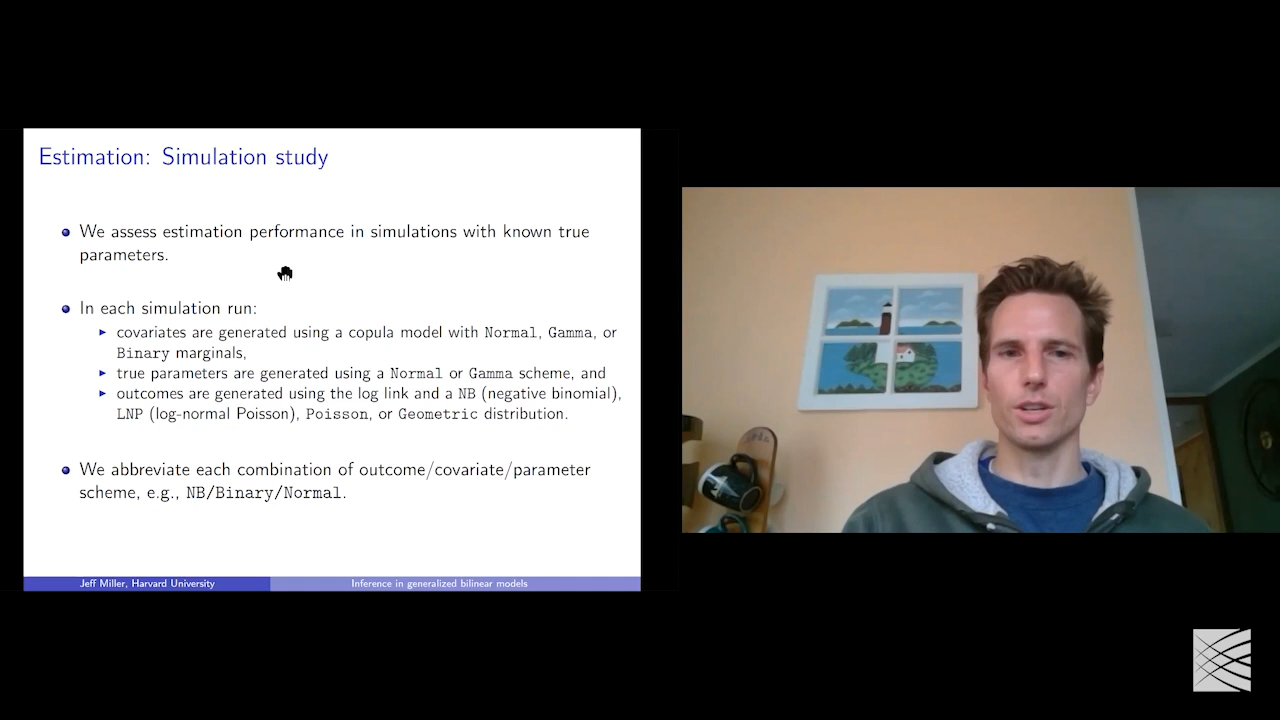 Estimation: Simulation study
We assess estimation performance in simulations with known true
parameters.
In each simulation run:
covariates are generated using a copula model with Normal, Gamma, or
Binary marginals,
true parameters are generated using a Normal or Gamma scheme, and
outcomes are generated using the log link and a NB (negative binomial),
LNP (log-normal Poisson), Poisson, or Geometric distribution.
We abbreviate each combination of outcome/covariate/parameter
scheme, e.g., NB/Binary/Normal.
Jeff Miller, Harvard University
Inference in generalized bilinear models